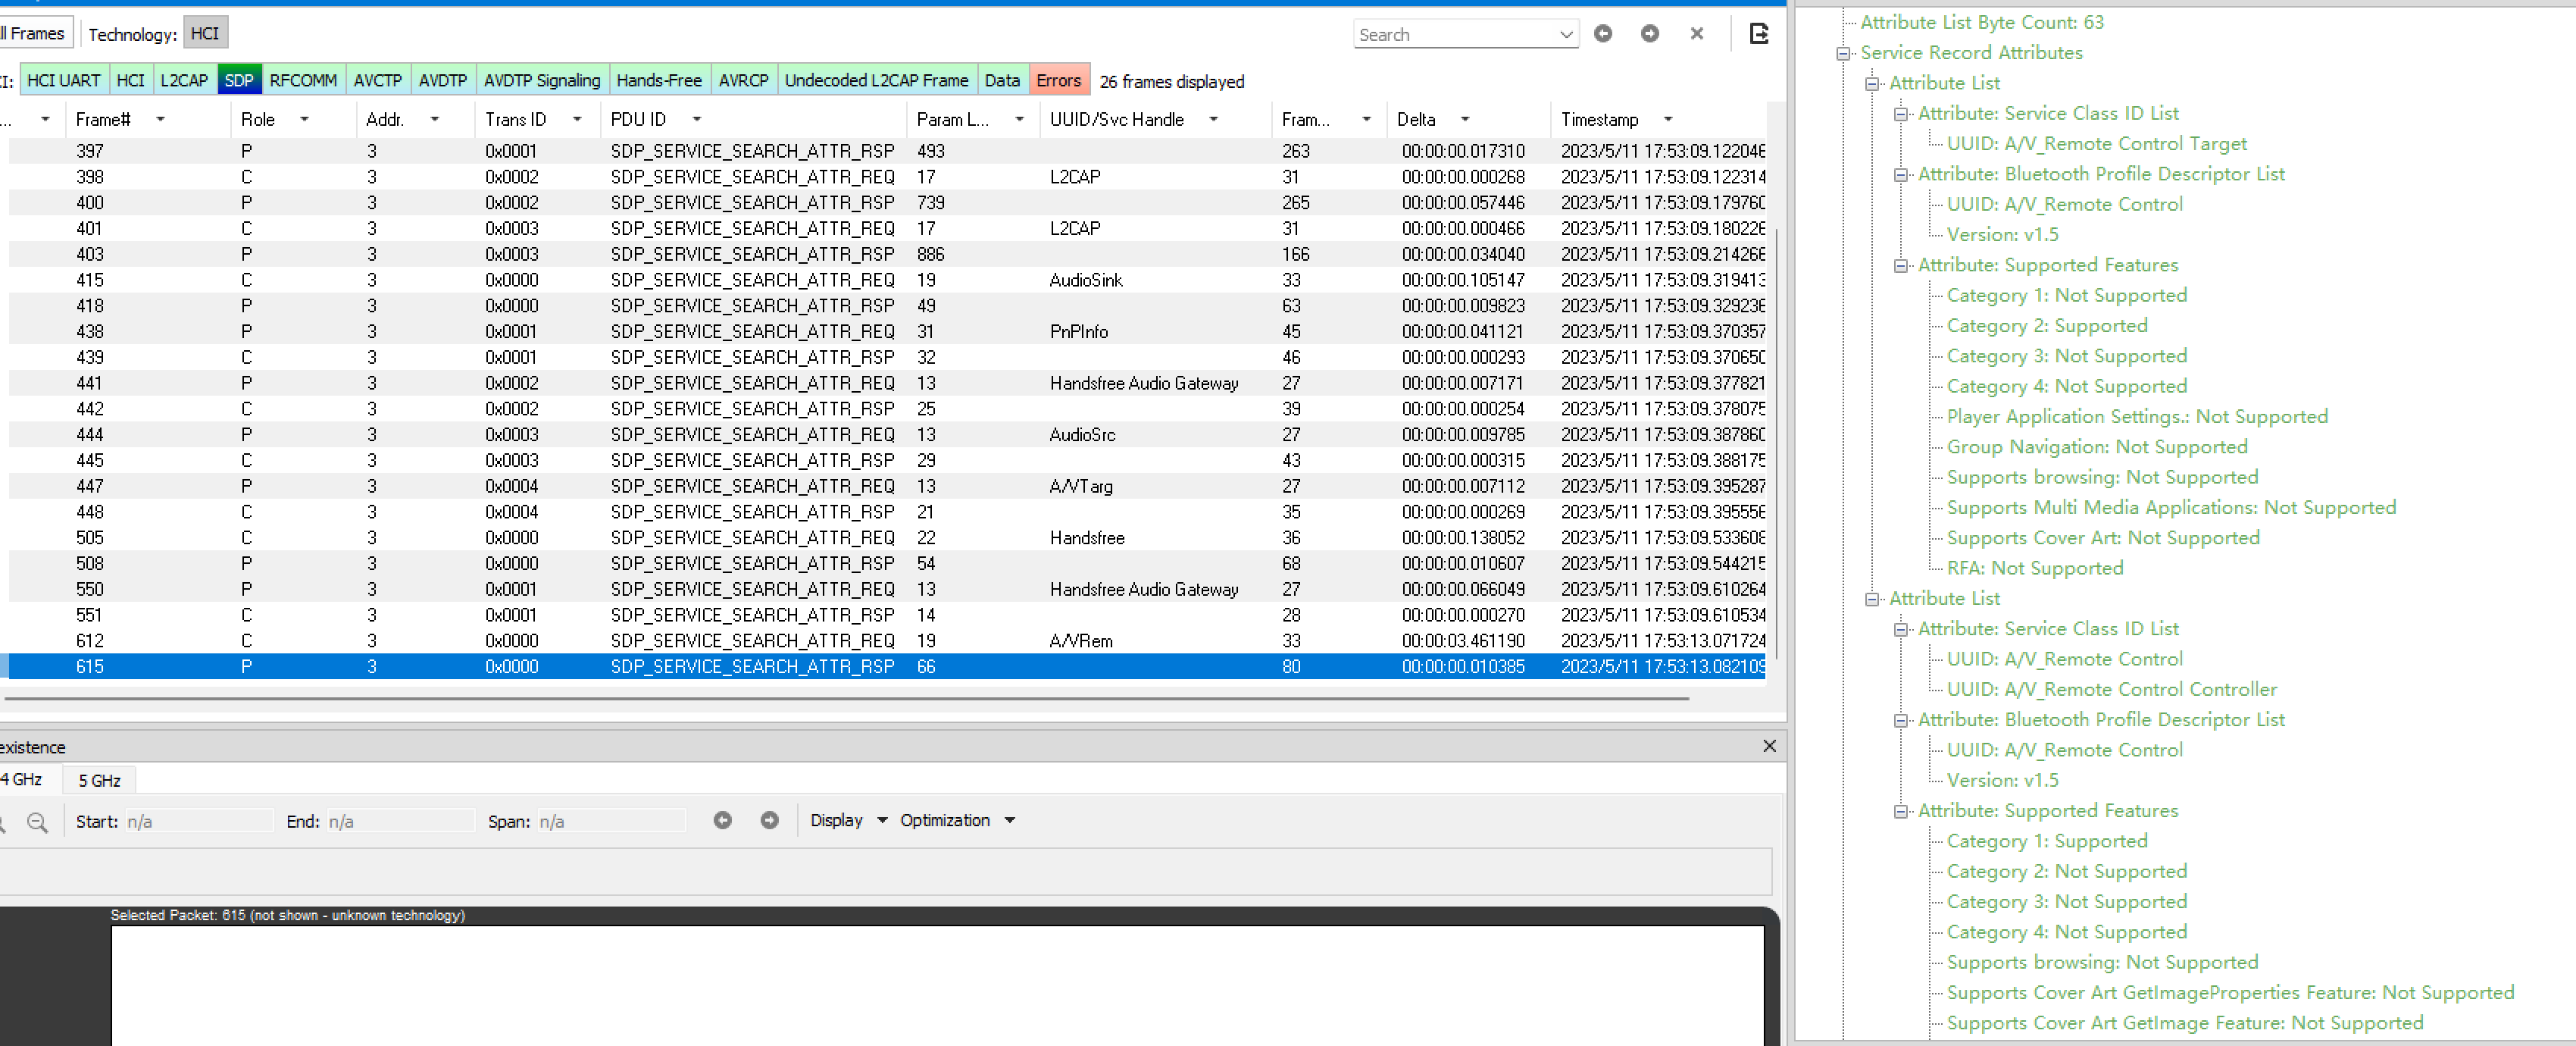 ll Frames Technology: HCI Search
CI: HCI UART HCI L2CAP SDP RFCOMM AVCTP AVDTP AVDTP Signaling Hands-Free AVRCP Undecoded L2CAP Frame Data Errors 26 frames displayed
... Frame# Role Addr. Trans ID PDU ID Param L... UUID/Svc Handle Fram... Delta Timestamp
397 P 3 0x0001 SDP_SERVICE_SEARCH_ATTR_RSP 493 263 00:00:00.017310 2023/5/11 17:53:09.122046
398 C 3 0x0002 SDP_SERVICE_SEARCH_ATTR_REQ 17 L2CAP 31 00:00:00.000268 2023/5/11 17:53:09.122314
400 P 3 0x0002 SDP_SERVICE_SEARCH_ATTR_RSP 739 265 00:00:00.057446 2023/5/11 17:53:09.179760
401 C 3 0x0003 SDP_SERVICE_SEARCH_ATTR_REQ 17 L2CAP 31 00:00:00.000466 2023/5/11 17:53:09.180226
403 P 3 0x0003 SDP_SERVICE_SEARCH_ATTR_RSP 886 166 00:00:00.034040 2023/5/11 17:53:09.214266
415 C 3 0x0000 SDP_SERVICE_SEARCH_ATTR_REQ 19 AudioSink 33 00:00:00.105147 2023/5/11 17:53:09.319413
418 P 3 0x0000 SDP_SERVICE_SEARCH_ATTR_RSP 49 63 00:00:00.009823 2023/5/11 17:53:09.329236
438 P 3 0x0001 SDP_SERVICE_SEARCH_ATTR_REQ 31 PnPInfo 45 00:00:00.041121 2023/5/11 17:53:09.370357
439 C 3 0x0001 SDP_SERVICE_SEARCH_ATTR_RSP 32 46 00:00:00.000293 2023/5/11 17:53:09.370650
441 P 3 0x0002 SDP_SERVICE_SEARCH_ATTR_REQ 13 Handsfree Audio Gateway 27 00:00:00.007171 2023/5/11 17:53:09.377821
442 C 3 0x0002 SDP_SERVICE_SEARCH_ATTR_RSP 25 39 00:00:00.000254 2023/5/11 17:53:09.378075
444 P 3 0x0003 SDP_SERVICE_SEARCH_ATTR_REQ 13 AudioSrc 27 00:00:00.009785 2023/5/11 17:53:09.387860
445 C 3 0x0003 SDP_SERVICE_SEARCH_ATTR_RSP 29 43 00:00:00.000315 2023/5/11 17:53:09.388175
447 P 3 0x0004 SDP_SERVICE_SEARCH_ATTR_REQ 13 A/VTarg 27 00:00:00.007112 2023/5/11 17:53:09.395287
448 C 3 0x0004 SDP_SERVICE_SEARCH_ATTR_RSP 21 35 00:00:00.000269 2023/5/11 17:53:09.395556
505 C 3 0x0000 SDP_SERVICE_SEARCH_ATTR_REQ 22 Handsfree 36 00:00:00.138052 2023/5/11 17:53:09.533608
508 P 3 0x0000 SDP_SERVICE_SEARCH_ATTR_RSP 54 68 00:00:00.010607 2023/5/11 17:53:09.544215
550 P 3 0x0001 SDP_SERVICE_SEARCH_ATTR_REQ 13 Handsfree Audio Gateway 27 00:00:00.066049 2023/5/11 17:53:09.610264
551 C 3 0x0001 SDP_SERVICE_SEARCH_ATTR_RSP 14 28 00:00:00.000270 2023/5/11 17:53:09.610534
612 C 3 0x0000 SDP_SERVICE_SEARCH_ATTR_REQ 19 A/VRem 33 00:00:03.461190 2023/5/11 17:53:13.071724
615 P 3 0x0000 SDP_SERVICE_SEARCH_ATTR_RSP 66 80 00:00:00.010385 2023/5/11 17:53:13.082109
existence
4 GHz 5 GHz
Start: n/a End: n/a Span: n/a Display Optimization
Selected Packet: 615 (not shown - unknown technology)
Attribute List Byte Count: 63
Service Record Attributes
Attribute List
Attribute: Service Class ID List
UUID: A/V_Remote Control Target
Attribute: Bluetooth Profile Descriptor List
UUID: A/V_Remote Control
Version: v1.5
Attribute: Supported Features
Category 1: Not Supported
Category 2: Supported
Category 3: Not Supported
Category 4: Not Supported
Player Application Settings.: Not Supported
Group Navigation: Not Supported
Supports browsing: Not Supported
Supports Multi Media Applications: Not Supported
Supports Cover Art: Not Supported
RFA: Not Supported
Attribute List
Attribute: Service Class ID List
UUID: A/V_Remote Control
UUID: A/V_Remote Control Controller
Attribute: Bluetooth Profile Descriptor List
UUID: A/V_Remote Control
Version: v1.5
Attribute: Supported Features
Category 1: Supported
Category 2: Not Supported
Category 3: Not Supported
Category 4: Not Supported
Supports browsing: Not Supported
Supports Cover Art GetImageProperties Feature: Not Supported
Supports Cover Art GetImage Feature: Not Supported